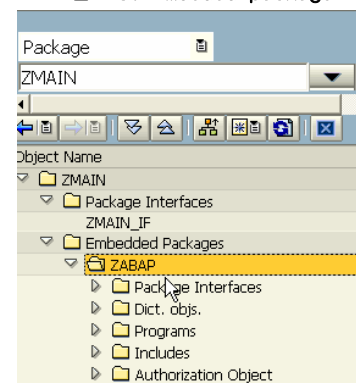 Package
ZMAIN
Object Name
ZMAIN
Package Interfaces
ZMAIN_IF
Embedded Packages
ZABAP
Package Interfaces
Dict. objs.
Programs
Includes
Authorization Object